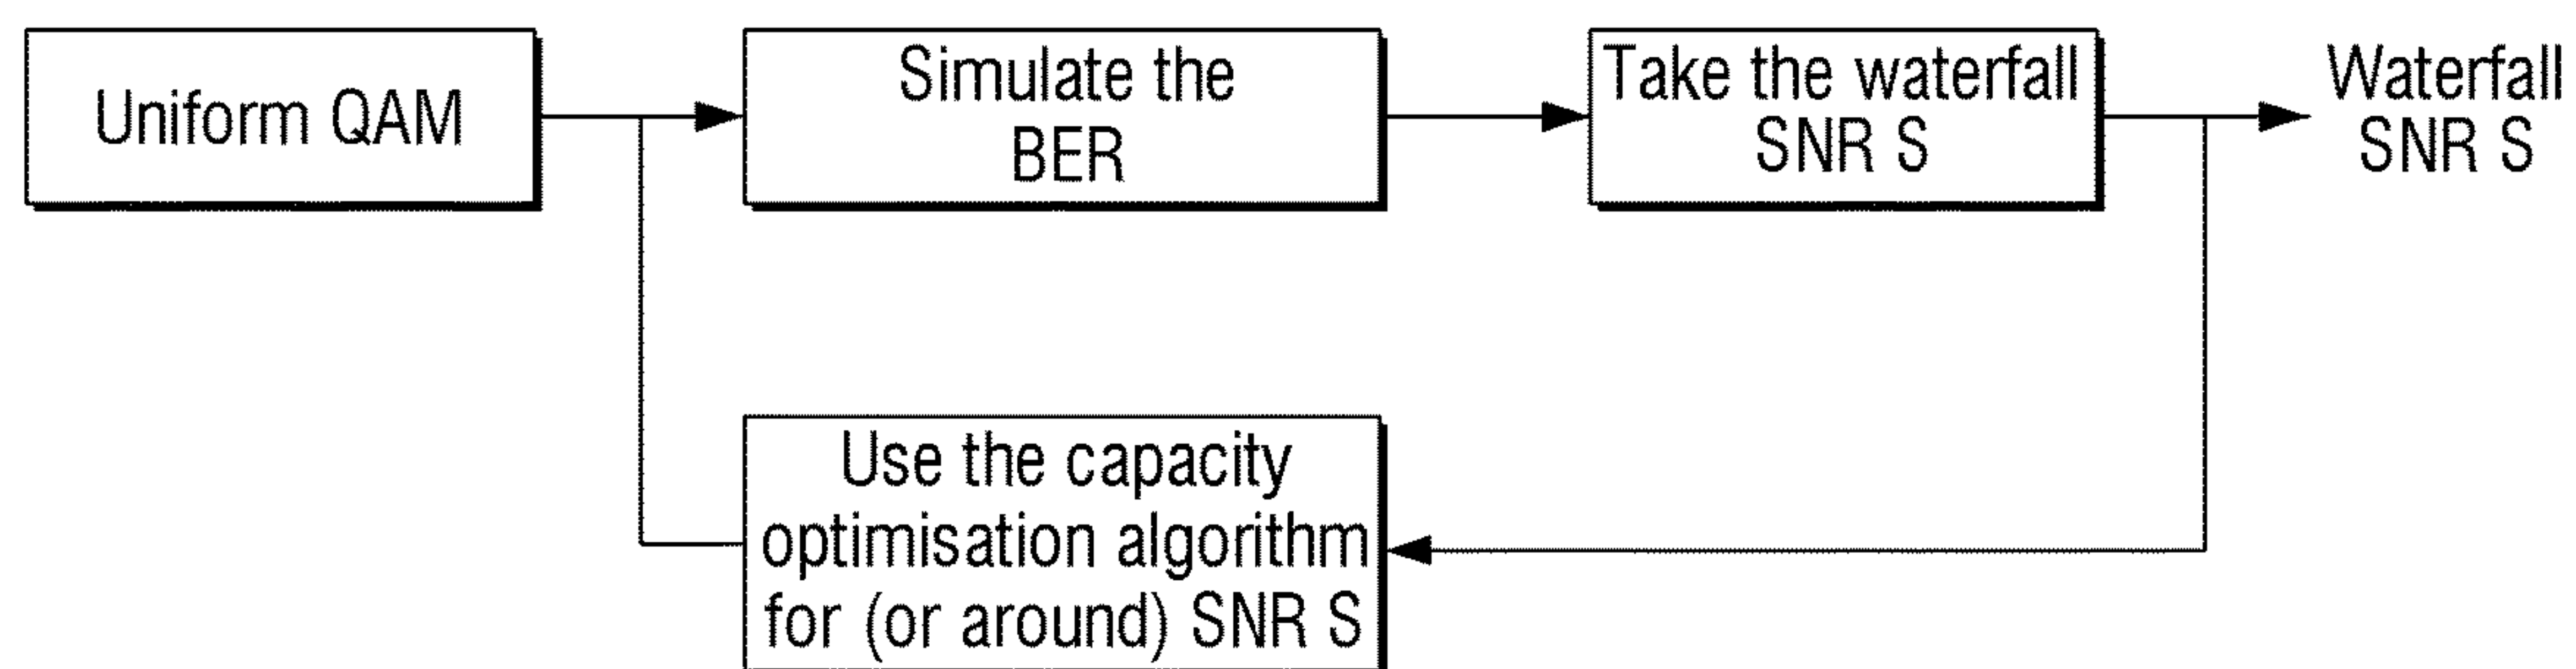 Uniform QAM
Simulate the
BER
Take the waterfall
SNR S
Waterfall
SNR S
Use the capacity
optimisation algorithm
for (or around) SNR S